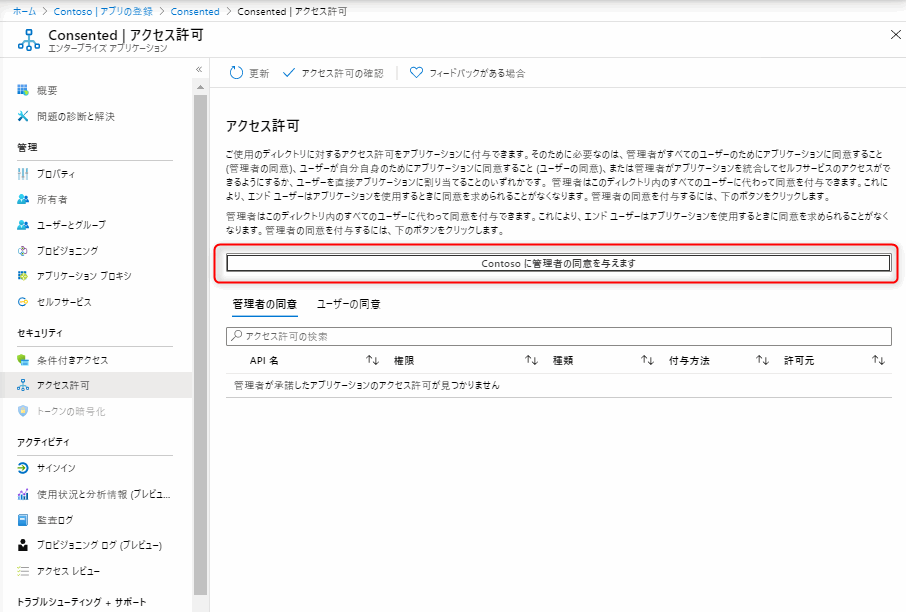 ホーム > Contoso | アプリの登録 > Consented > Consented | アクセス許可
Consented | アクセス許可
エンタープライズ アプリケーション
概要
問題の診断と解決
管理
プロパティ
所有者
ユーザーとグループ
プロビジョニング
アプリケーション プロキシ
セルフサービス
セキュリティ
条件付きアクセス
アクセス許可
トークンの暗号化
アクティビティ
サインイン
使用状況と分析情報 (プレビュ...
監査ログ
プロビジョニング ログ (プレビュー)
アクセス レビュー
トラブルシューティング + サポート
更新 アクセス許可の確認 フィードバックがある場合
アクセス許可
ご使用のディレクトリに対するアクセス許可をアプリケーションに付与できます。そのために必要なのは、管理者がすべてのユーザーのためにアプリケーションに同意すること
(管理者の同意)、ユーザーが自分自身のためにアプリケーションに同意すること (ユーザーの同意)、または管理者がアプリケーションを統合してセルフサービスのアクセスがで
きるようにするか、ユーザーを直接アプリケーションに割り当てることのいずれかです。 管理者はこのディレクトリ内のすべてのユーザーに代わって同意を付与できます。これに
より、エンド ユーザーはアプリケーションを使用するときに同意を求められることがなくなります。管理者の同意を付与するには、下のボタンをクリックします。
管理者はこのディレクトリ内のすべてのユーザーに代わって同意を付与できます。これにより、エンド ユーザーはアプリケーションを使用するときに同意を求められることがなく
なります。管理者の同意を付与するには、下のボタンをクリックします。
Contoso に管理者の同意を与えます
管理者の同意 ユーザーの同意
アクセス許可の検索
API 名 権限 種類 付与方法 許可元
管理者が承諾したアプリケーションのアクセス許可が見つかりません